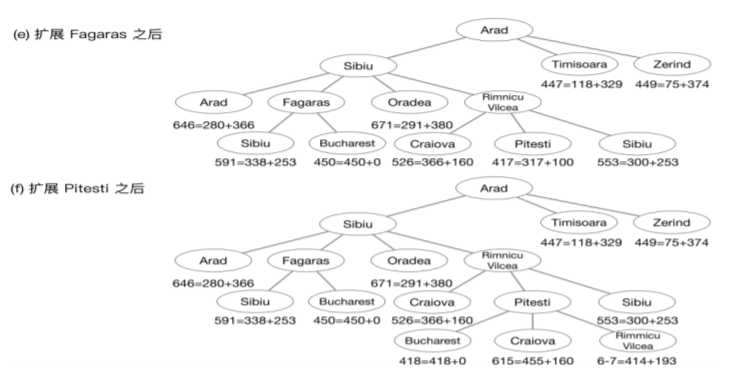 (e) 扩展 Fagaras 之后
Arad
Sibiu
Timisoara
Zerind
447=118+329
449=75+374
Arad
Fagaras
Oradea
Rimnicu
Vilcea
646=280+366
671=291+380
Sibiu
Bucharest
Craiova
Pitesti
Sibiu
591=338+253
450=450+0
526=366+160
417=317+100
553=300+253
(f) 扩展 Pitesti 之后
Arad
Sibiu
Timisoara
Zerind
447=118+329
449=75+374
Arad
Fagaras
Oradea
Rimnicu
Vilcea
646=280+366
671=291+380
Sibiu
Bucharest
Craiova
Pitesti
Sibiu
591=338+253
450=450+0
526=366+160
553=300+253
Bucharest
Craiova
Rimmicu
Vilcea
418=418+0
615=455+160
6-7=414+193